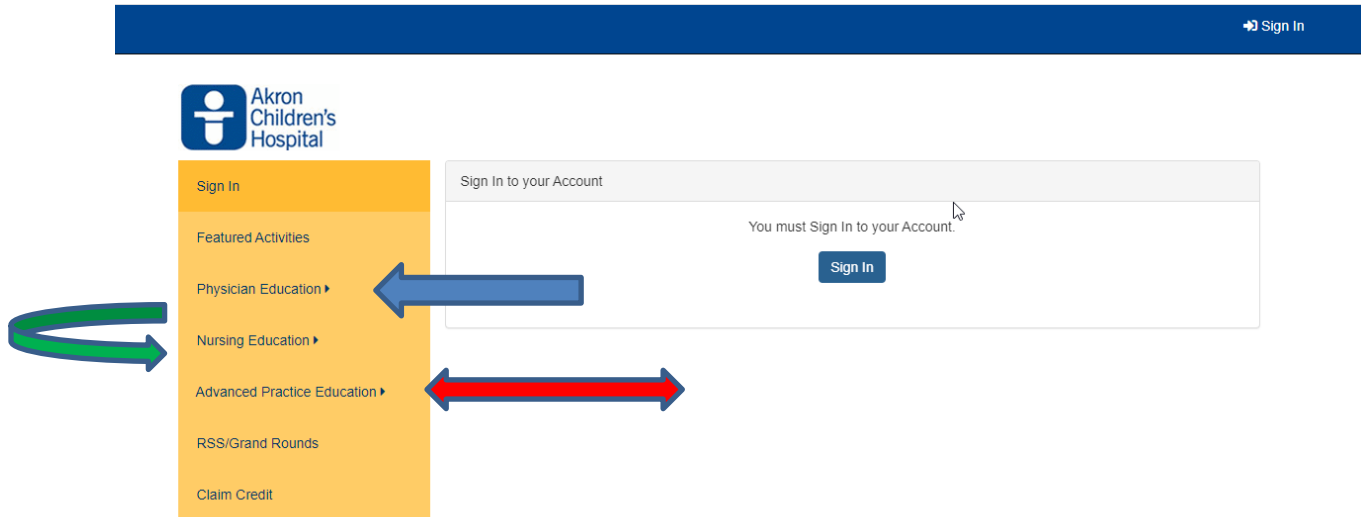 Sign In
Akron
Children's
Hospital
Sign In
Featured Activities
Physician Education
Nursing Education
Advanced Practice Education
RSS/Grand Rounds
Claim Credit
Sign In to your Account
You must Sign In to your Account.
Sign In